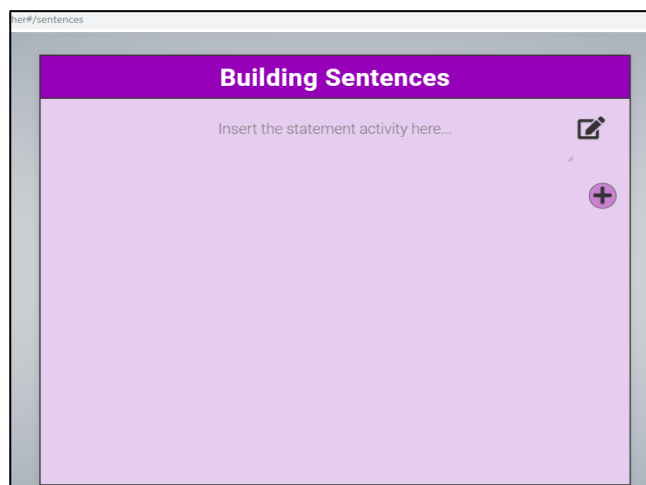 her#/sentences
Building Sentences
Insert the statement activity here...